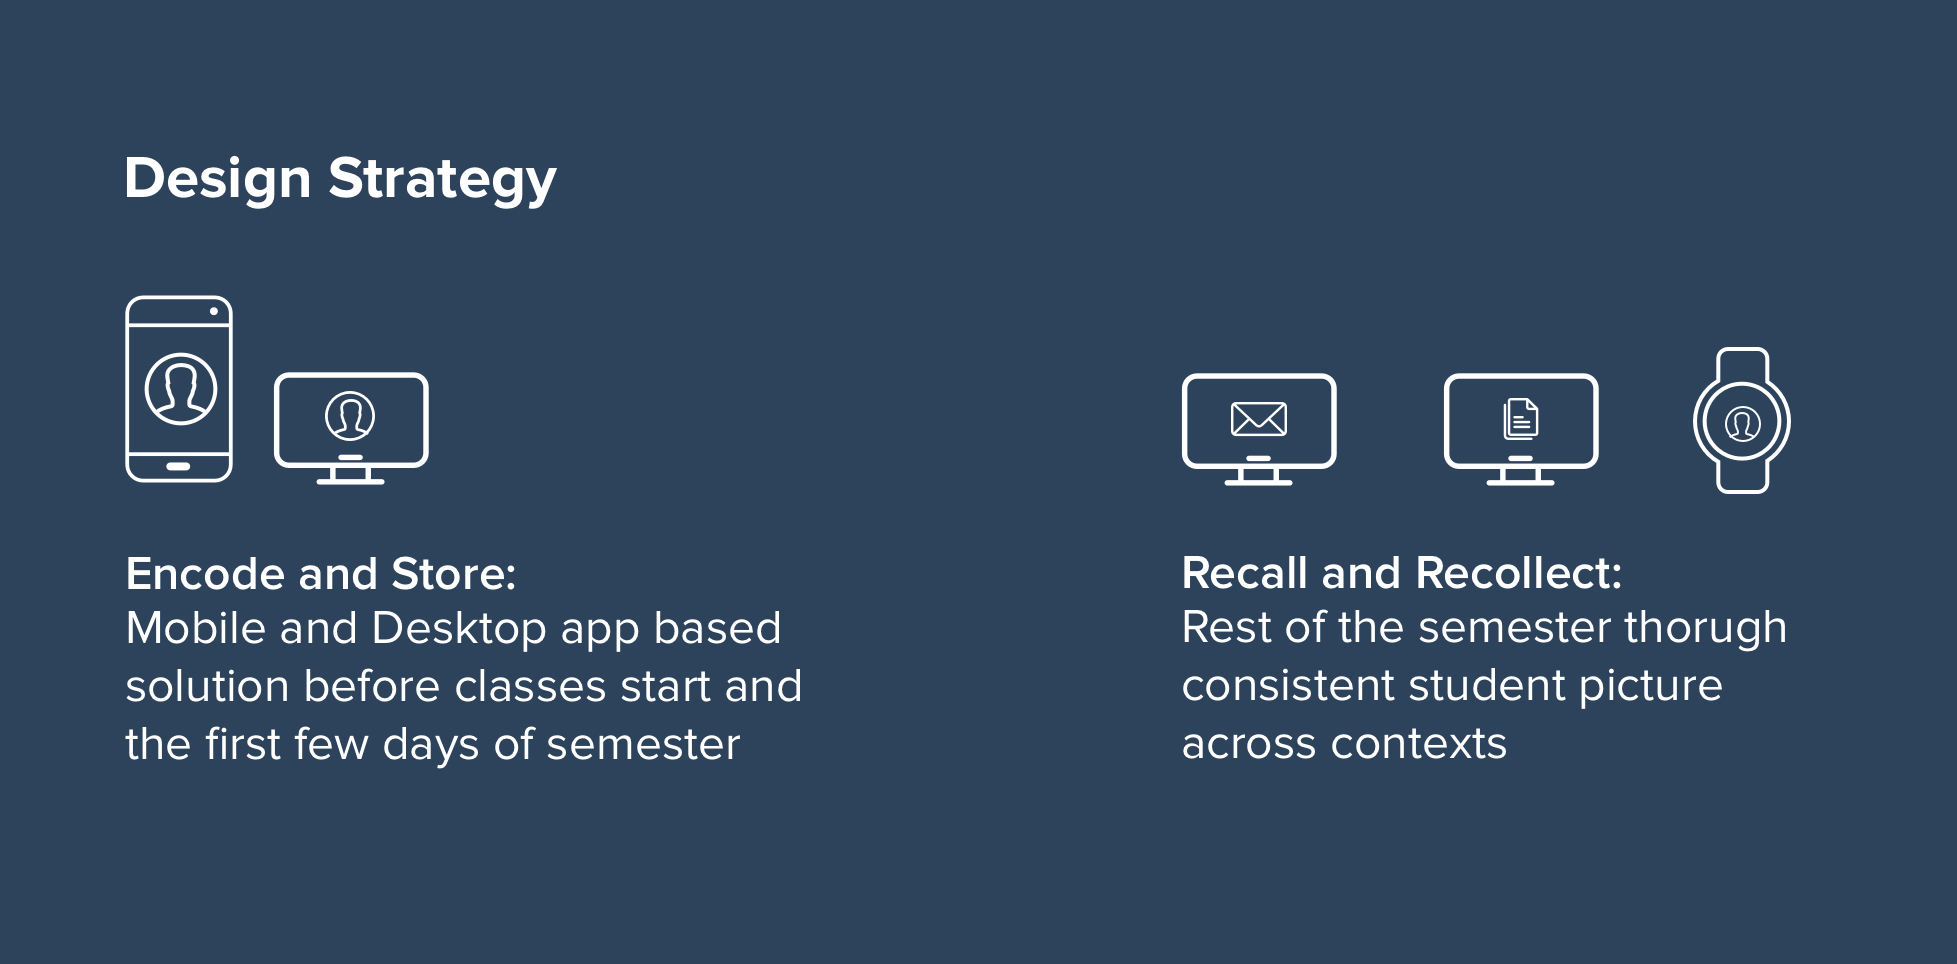 Design Strategy
Encode and Store:
Mobile and Desktop app based
solution before classes start and
the first few days of semester
Recall and Recollect:
Rest of the semester thorugh
consistent student picture
across contexts